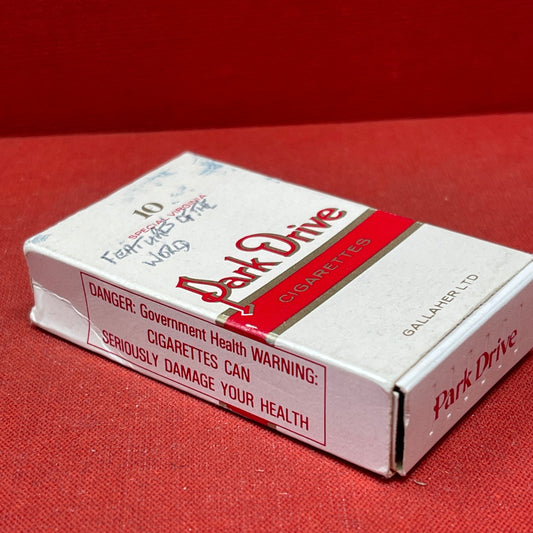 10
SPECIAL VIRGINIA
FEATURES OF THE
WORLD
Park Drive
CIGARETTES
GALLAHER LTD
DANGER: Government Health WARNING:
CIGARETTES CAN
SERIOUSLY DAMAGE YOUR HEALTH
Park Drive